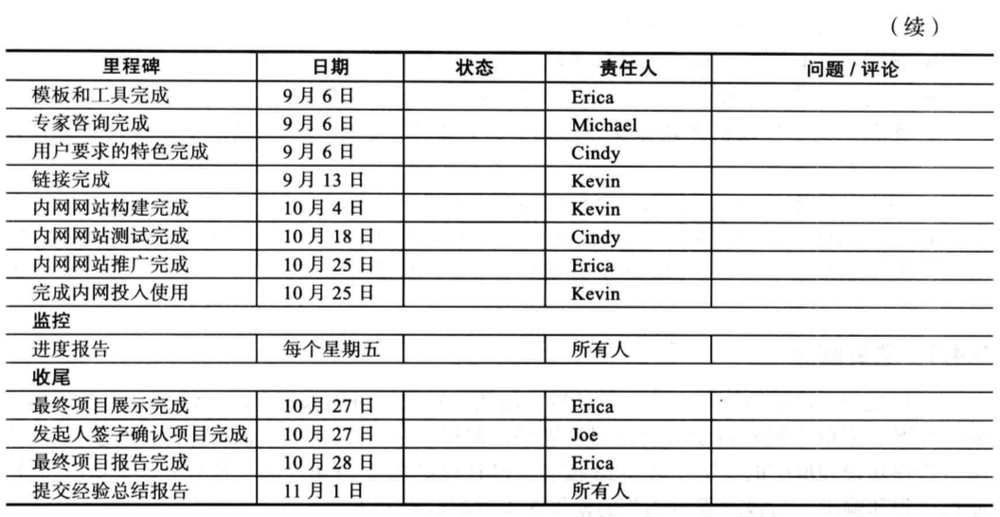 （续）
里程碑 日期 状态 责任人 问题 / 评论
模板和工具完成 9 月 6 日 Erica
专家咨询完成 9 月 6 日 Michael
用户要求的特色完成 9 月 6 日 Cindy
链接完成 9 月 13 日 Kevin
内网网站构建完成 10 月 4 日 Kevin
内网网站测试完成 10 月 18 日 Cindy
内网网站推广完成 10 月 25 日 Erica
完成内网投入使用 10 月 25 日 Kevin
监控
进度报告 每个星期五 所有人
收尾
最终项目展示完成 10 月 27 日 Erica
发起人签字确认项目完成 10 月 27 日 Joe
最终项目报告完成 10 月 28 日 Erica
提交经验总结报告 11 月 1 日 所有人